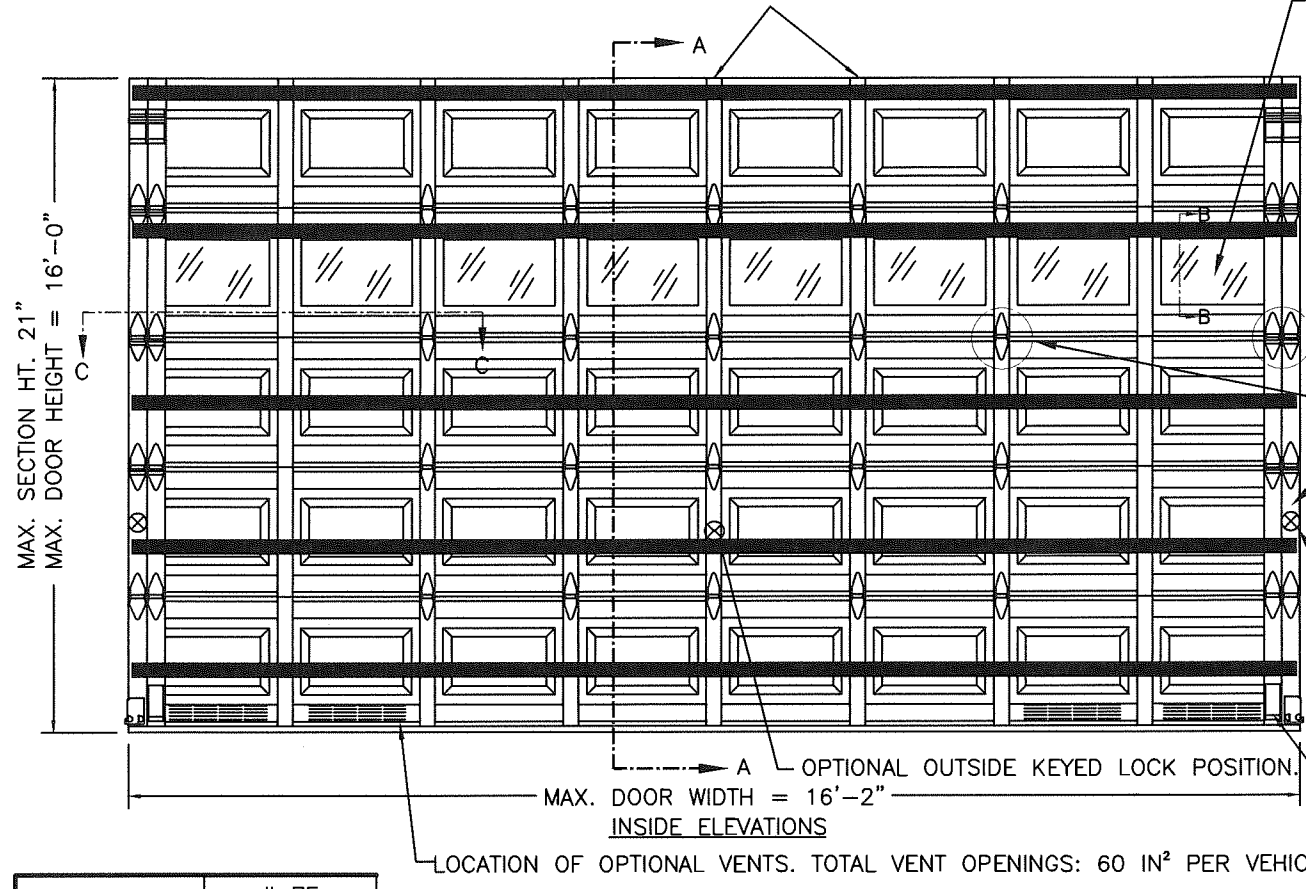 A
MAX. SECTION HT. 21"
MAX. DOOR HEIGHT = 16'-0"
B
B
C
C
A
OPTIONAL OUTSIDE KEYED LOCK POSITION.
MAX. DOOR WIDTH = 16'-2"
INSIDE ELEVATIONS
LOCATION OF OPTIONAL VENTS. TOTAL VENT OPENINGS: 60 IN² PER VEHIC